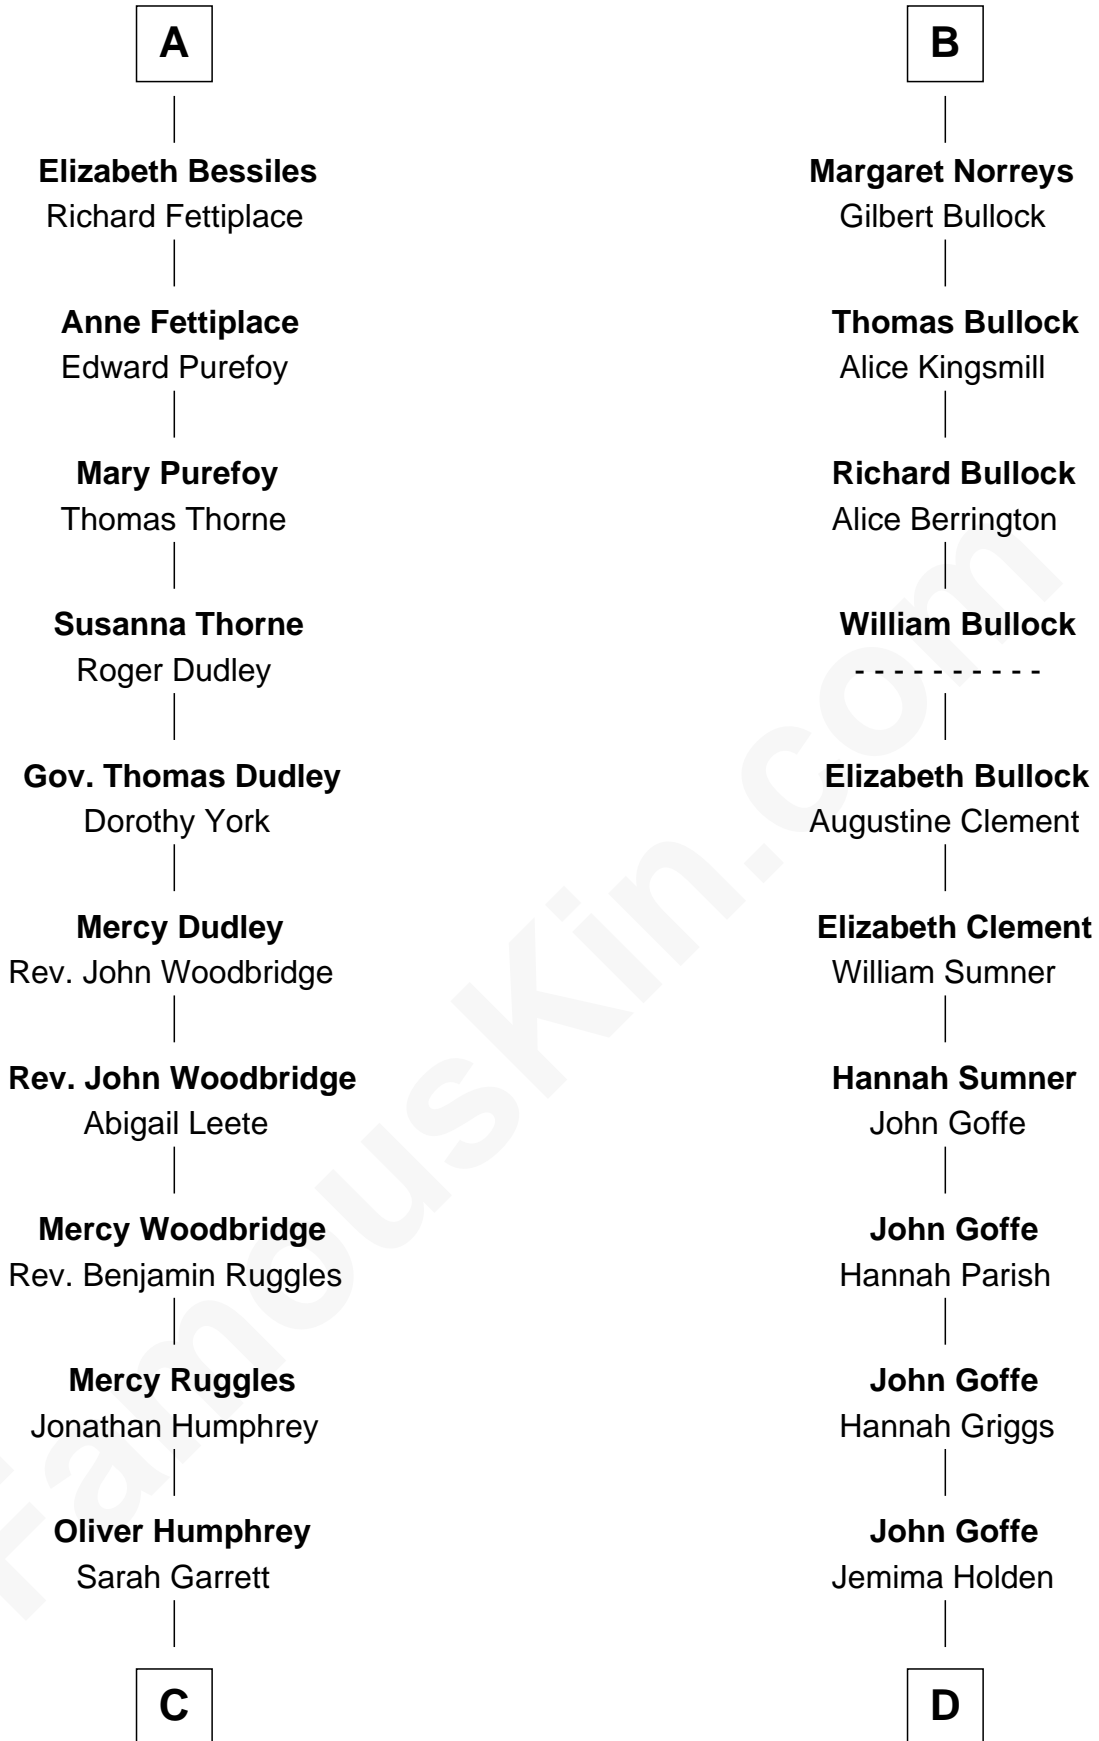 A
Elizabeth Bessiles
Richard Fettiplace
Anne Fettiplace
Edward Purefoy
Mary Purefoy
Thomas Thorne
Susanna Thorne
Roger Dudley
Gov. Thomas Dudley
Dorothy York
Mercy Dudley
Rev. John Woodbridge
Rev. John Woodbridge
Abigail Leete
Mercy Woodbridge
Rev. Benjamin Ruggles
Mercy Ruggles
Jonathan Humphrey
Oliver Humphrey
Sarah Garrett
C
B
Margaret Norreys
Gilbert Bullock
Thomas Bullock
Alice Kingsmill
Richard Bullock
Alice Berrington
William Bullock
- - - - - - - - - -
Elizabeth Bullock
Augustine Clement
Elizabeth Clement
William Sumner
Hannah Sumner
John Goffe
John Goffe
Hannah Parish
John Goffe
Hannah Griggs
John Goffe
Jemima Holden
D
FamousKin.com